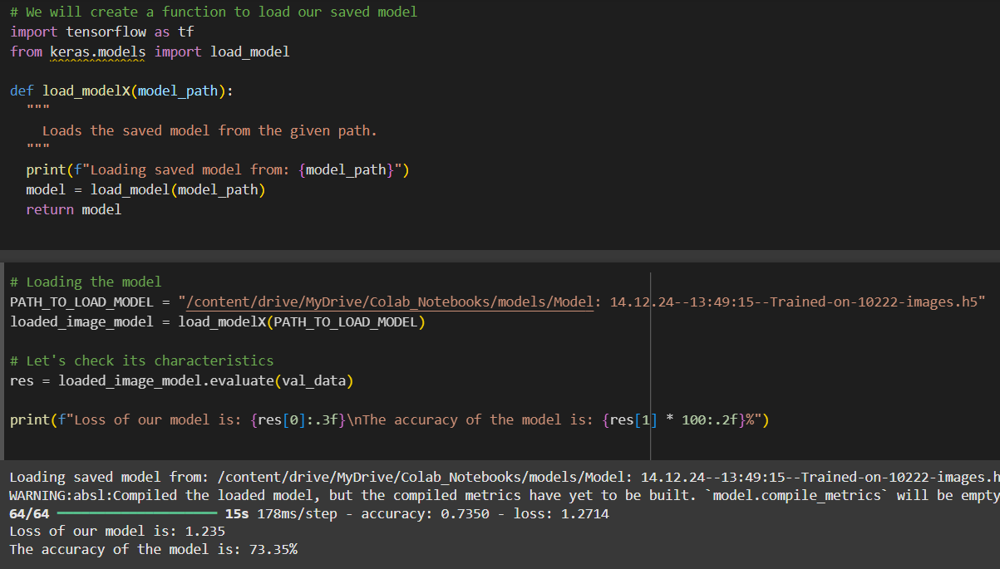 # We will create a function to load our saved model
import tensorflow as tf
from keras.models import load_model
def load_modelX(model_path):
"""
Loads the saved model from the given path.
"""
print(f"Loading saved model from: {model_path}")
model = load_model(model_path)
return model
# Loading the model
PATH_TO_LOAD_MODEL = "/content/drive/MyDrive/Colab_Notebooks/models/Model: 14.12.24--13:49:15--Trained-on-10222-images.h5"
loaded_image_model = load_modelX(PATH_TO_LOAD_MODEL)
# Let's check its characteristics
res = loaded_image_model.evaluate(val_data)
print(f"Loss of our model is: {res[0]:.3f}\nThe accuracy of the model is: {res[1] * 100:.2f}%")
Loading saved model from: /content/drive/MyDrive/Colab_Notebooks/models/Model: 14.12.24--13:49:15--Trained-on-10222-images.h
WARNING:absl:Compiled the loaded model, but the compiled metrics have yet to be built. `model.compile_metrics` will be empty
64/64 15s 178ms/step - accuracy: 0.7350 - loss: 1.2714
Loss of our model is: 1.235
The accuracy of the model is: 73.35%